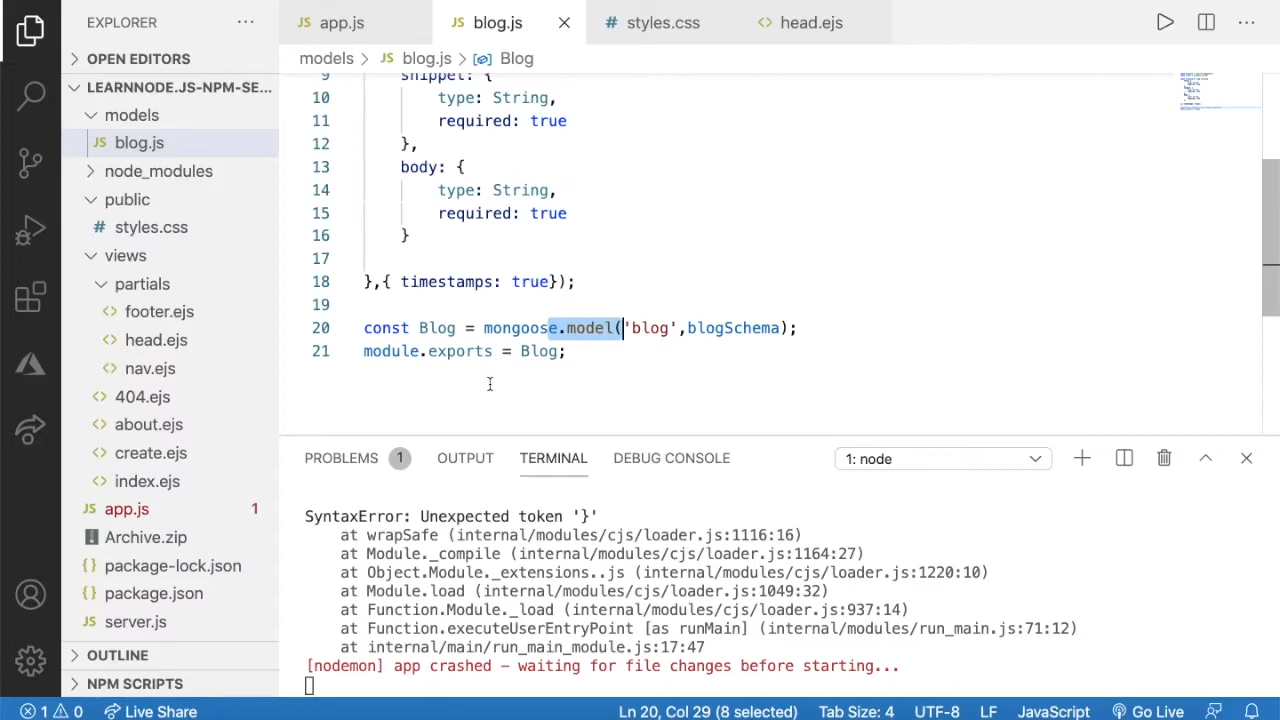 EXPLORER
OPEN EDITORS
LEARNNODE.JS-NPM-SE...
models
JS blog.js
node_modules
public
# styles.css
views
partials
<> footer.ejs
<> head.ejs
<> nav.ejs
<> 404.ejs
<> about.ejs
<> create.ejs
<> index.ejs
JS app.js 1
Archive.zip
{} package-lock.json
{} package.json
JS server.js
OUTLINE
NPM SCRIPTS
JS app.js
JS blog.js
# styles.css
<> head.ejs
models > JS blog.js > Blog
9 snippet: {
10 type: String,
11 required: true
12 },
13 body: {
14 type: String,
15 required: true
16 }
17
18 },{ timestamps: true});
19
20 const Blog = mongoose.model('blog',blogSchema);
21 module.exports = Blog;
PROBLEMS 1 OUTPUT TERMINAL DEBUG CONSOLE 1: node
SyntaxError: Unexpected token '}'
at wrapSafe (internal/modules/cjs/loader.js:1116:16)
at Module._compile (internal/modules/cjs/loader.js:1164:27)
at Object.Module._extensions..js (internal/modules/cjs/loader.js:1220:10)
at Module.load (internal/modules/cjs/loader.js:1049:32)
at Function.Module._load (internal/modules/cjs/loader.js:937:14)
at Function.executeUserEntryPoint [as runMain] (internal/modules/run_main.js:71:12)
at internal/main/run_main_module.js:17:47
[nodemon] app crashed - waiting for file changes before starting...
1 0 Live Share Ln 20, Col 29 (8 selected) Tab Size: 4 UTF-8 LF JavaScript Go Live